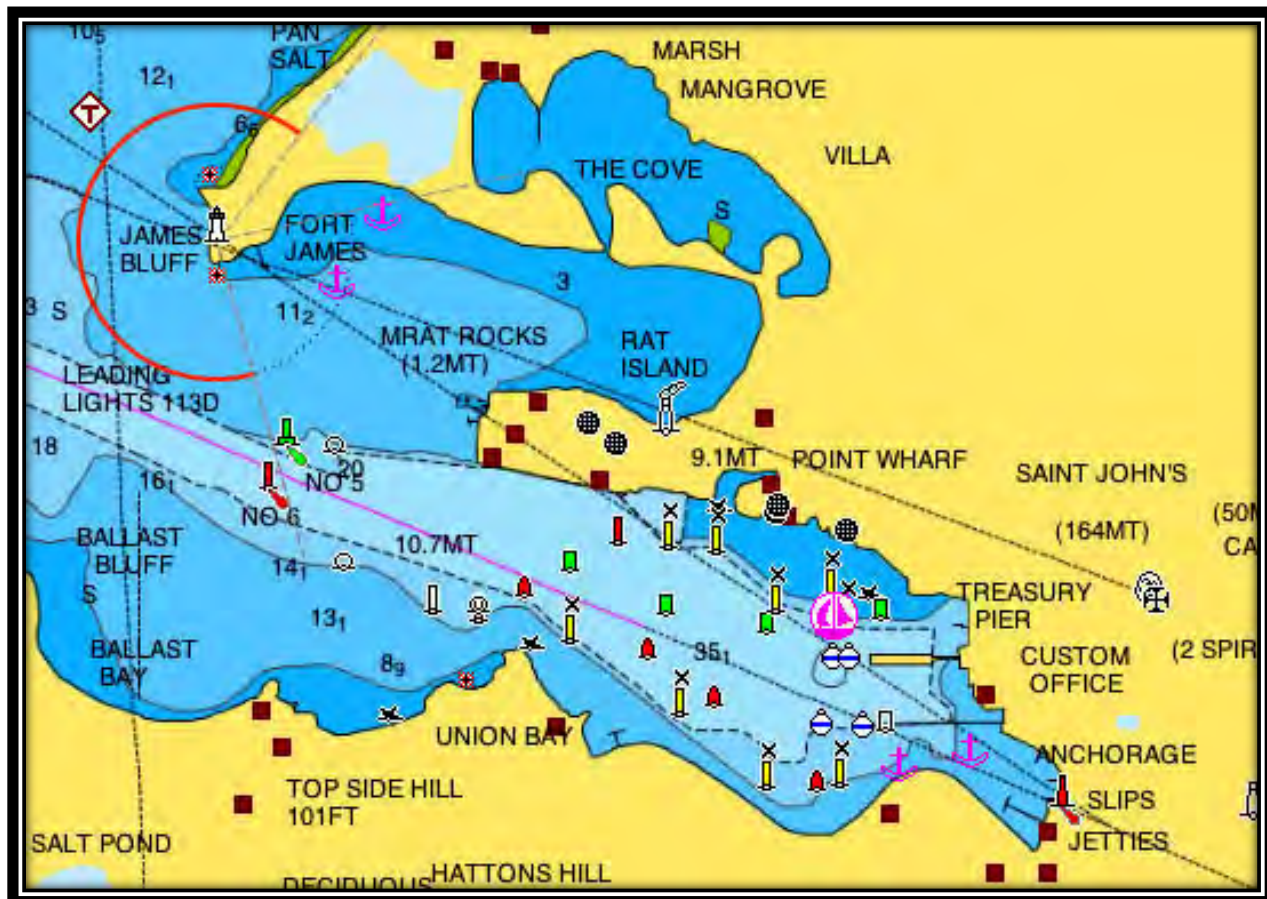 10₅
PAN
SALT
MARSH
MANGROVE
12₁
T
6₅
VILLA
THE COVE
S
JAMES
BLUFF
FORT
JAMES
3
3 S
11₂
MRAT ROCKS
(1.2MT)
RAT
ISLAND
LEADING
LIGHTS 113D
18
16₁
20
NO 5
NO 6
9.1MT
POINT WHARF
SAINT JOHN'S
(164MT)
(50M
CA
BALLAST
BLUFF
S
14₁
10.7MT
13₁
TREASURY
PIER
BALLAST
BAY
8₉
35₁
CUSTOM
OFFICE
(2 SPIR
UNION BAY
ANCHORAGE
TOP SIDE HILL
101FT
SLIPS
JETTIES
SALT POND
DECIDUOUS
HATTONS HILL